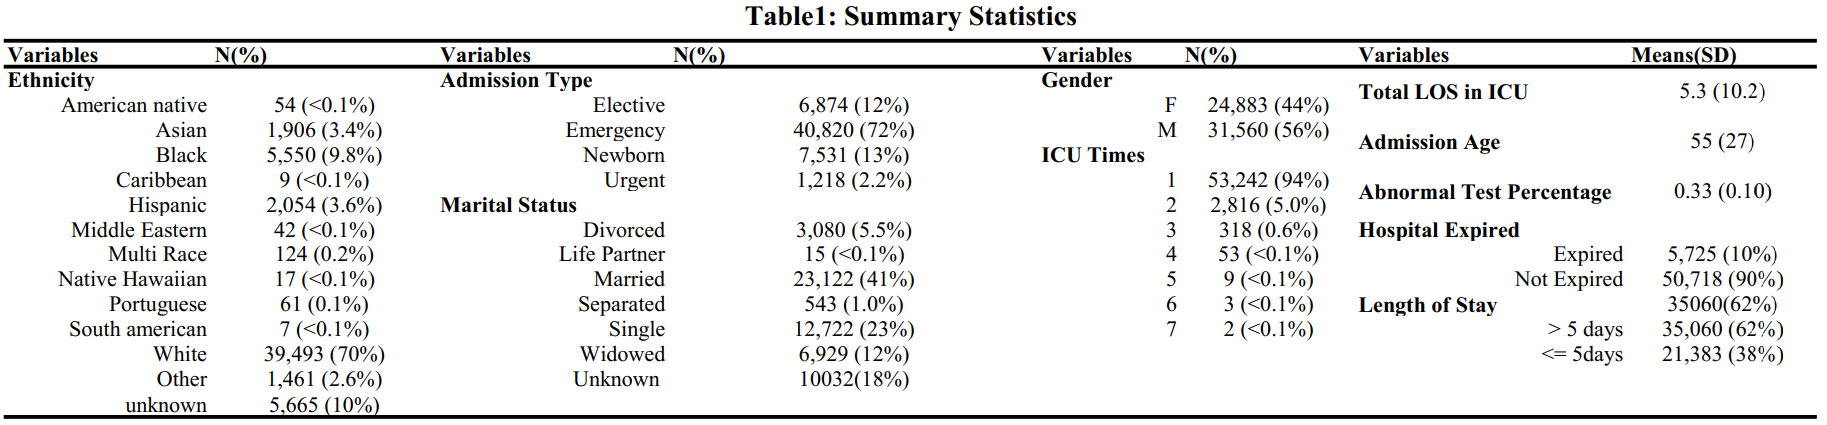 Table1: Summary Statistics
Variables N(%) Variables N(%) Variables N(%) Variables Means(SD)
Ethnicity Admission Type Gender
Total LOS in ICU 5.3 (10.2)
American native 54 (<0.1%) Elective 6,874 (12%) F 24,883 (44%)
Asian 1,906 (3.4%) Emergency 40,820 (72%) M 31,560 (56%)
Admission Age 55 (27)
Black 5,550 (9.8%) Newborn 7,531 (13%) ICU Times
Caribbean 9 (<0.1%) Urgent 1,218 (2.2%) 1 53,242 (94%)
Abnormal Test Percentage 0.33 (0.10)
Hispanic 2,054 (3.6%) Marital Status 2 2,816 (5.0%)
Middle Eastern 42 (<0.1%) Divorced 3,080 (5.5%) 3 318 (0.6%) Hospital Expired
Multi Race 124 (0.2%) Life Partner 15 (<0.1%) 4 53 (<0.1%) Expired 5,725 (10%)
Native Hawaiian 17 (<0.1%) Married 23,122 (41%) 5 9 (<0.1%) Not Expired 50,718 (90%)
Portuguese 61 (0.1%) Separated 543 (1.0%) 6 3 (<0.1%) Length of Stay 35060(62%)
South american 7 (<0.1%) Single 12,722 (23%) 7 2 (<0.1%) > 5 days 35,060 (62%)
White 39,493 (70%) Widowed 6,929 (12%) <= 5days 21,383 (38%)
Other 1,461 (2.6%) Unknown 10032(18%)
unknown 5,665 (10%)